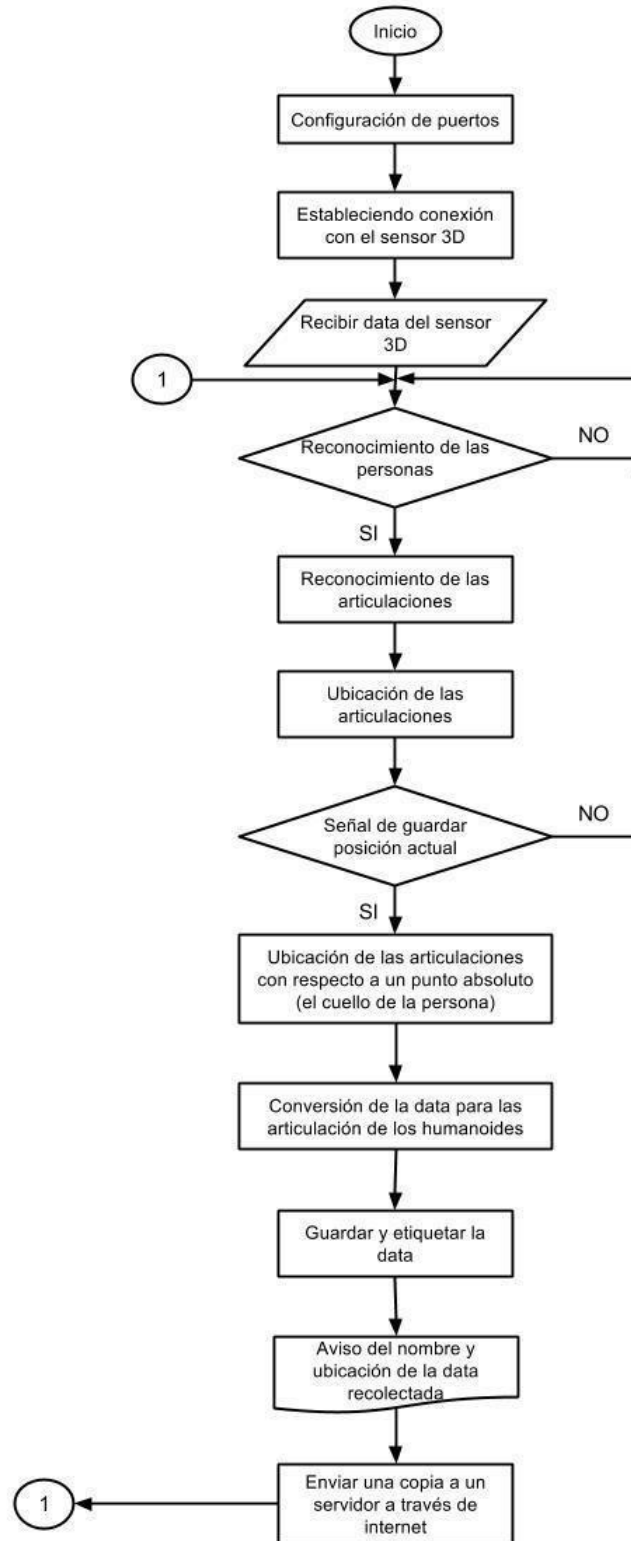 Inicio
Configuración de puertos
Estableciendo conexión
con el sensor 3D
Recibir data del sensor
3D
1
Reconocimiento de las
personas
NO
SI
Reconocimiento de las
articulaciones
Ubicación de las
articulaciones
Señal de guardar
posición actual
NO
SI
Ubicación de las articulaciones
con respecto a un punto absoluto
(el cuello de la persona)
Conversión de la data para las
articulación de los humanoides
Guardar y etiquetar la
data
Aviso del nombre y
ubicación de la data
recolectada
Enviar una copia a un
servidor a través de
internet
1